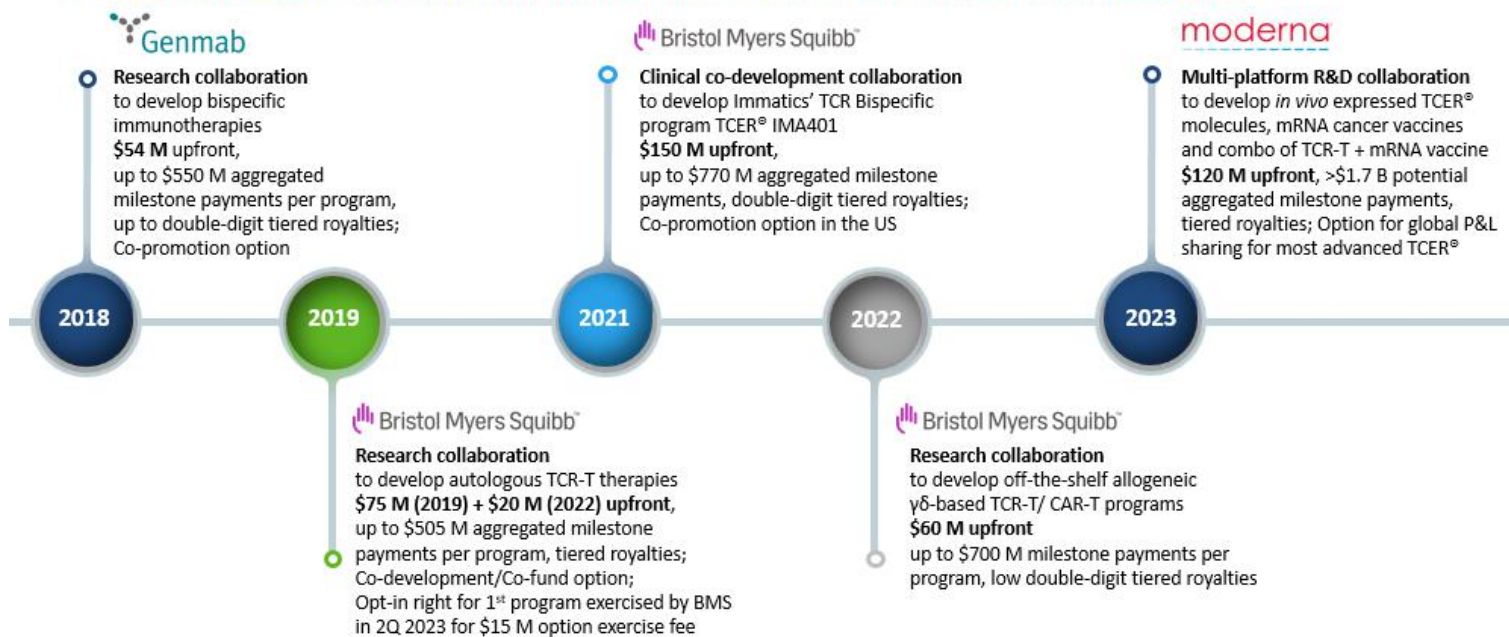 Genmab
Research collaboration
to develop bispecific
immunotherapies
$54 M upfront,
up to $550 M aggregated
milestone payments per program,
up to double-digit tiered royalties;
Co-promotion option
Bristol Myers Squibb™
Clinical co-development collaboration
to develop Immatics' TCR Bispecific
program TCER® IMA401
$150 M upfront,
up to $770 M aggregated milestone
payments, double-digit tiered royalties;
Co-promotion option in the US
moderna
Multi-platform R&D collaboration
to develop in vivo expressed TCER®
molecules, mRNA cancer vaccines
and combo of TCR-T + mRNA vaccine
$120 M upfront, >$1.7 B potential
aggregated milestone payments,
tiered royalties; Option for global P&L
sharing for most advanced TCER®
2018
2019
2021
2022
2023
Bristol Myers Squibb™
Research collaboration
to develop autologous TCR-T therapies
$75 M (2019) + $20 M (2022) upfront,
up to $505 M aggregated milestone
payments per program, tiered royalties;
Co-development/Co-fund option;
Opt-in right for 1st program exercised by BMS
in 2Q 2023 for $15 M option exercise fee
Bristol Myers Squibb™
Research collaboration
to develop off-the-shelf allogeneic
γδ-based TCR-T/ CAR-T programs
$60 M upfront
up to $700 M milestone payments per
program, low double-digit tiered royalties